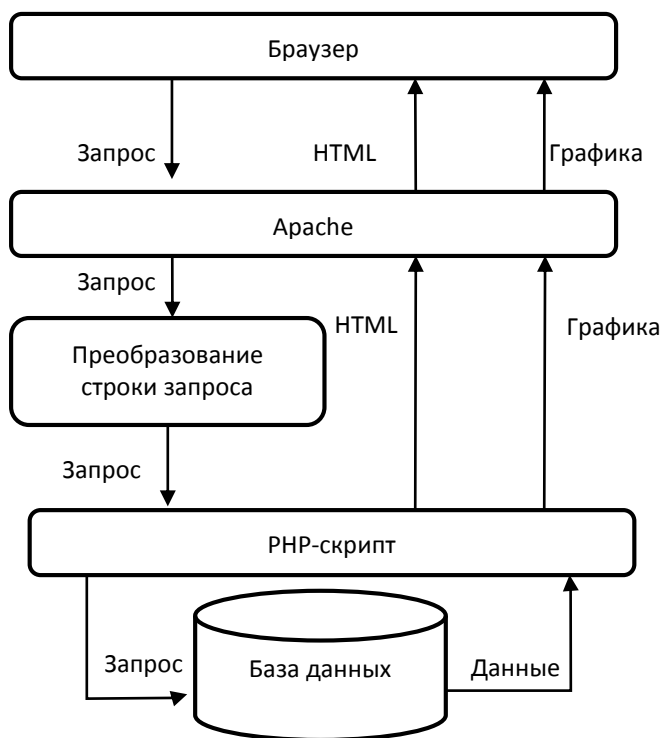 Браузер
Запрос
HTML
Графика
Apache
Запрос
HTML
Графика
Преобразование
строки запроса
Запрос
PHP-скрипт
Запрос
База данных
Данные